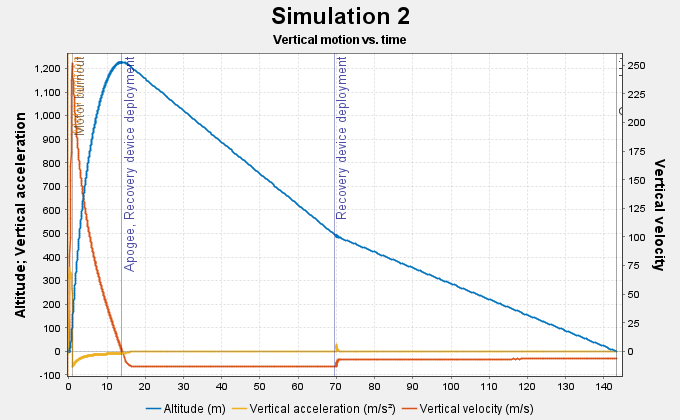 Simulation 2
Vertical motion vs. time
Altitude; Vertical acceleration
1,200
1,100
1,000
900
800
700
600
500
400
300
200
100
0
-100
Motor burnout
Apogee, Recovery device deployment
Recovery device deployment
250
225
200
175
150
125
100
75
50
25
0
Vertical velocity
0 10 20 30 40 50 60 70 80 90 100 110 120 130 140
Altitude (m) Vertical acceleration (m/s²) Vertical velocity (m/s)